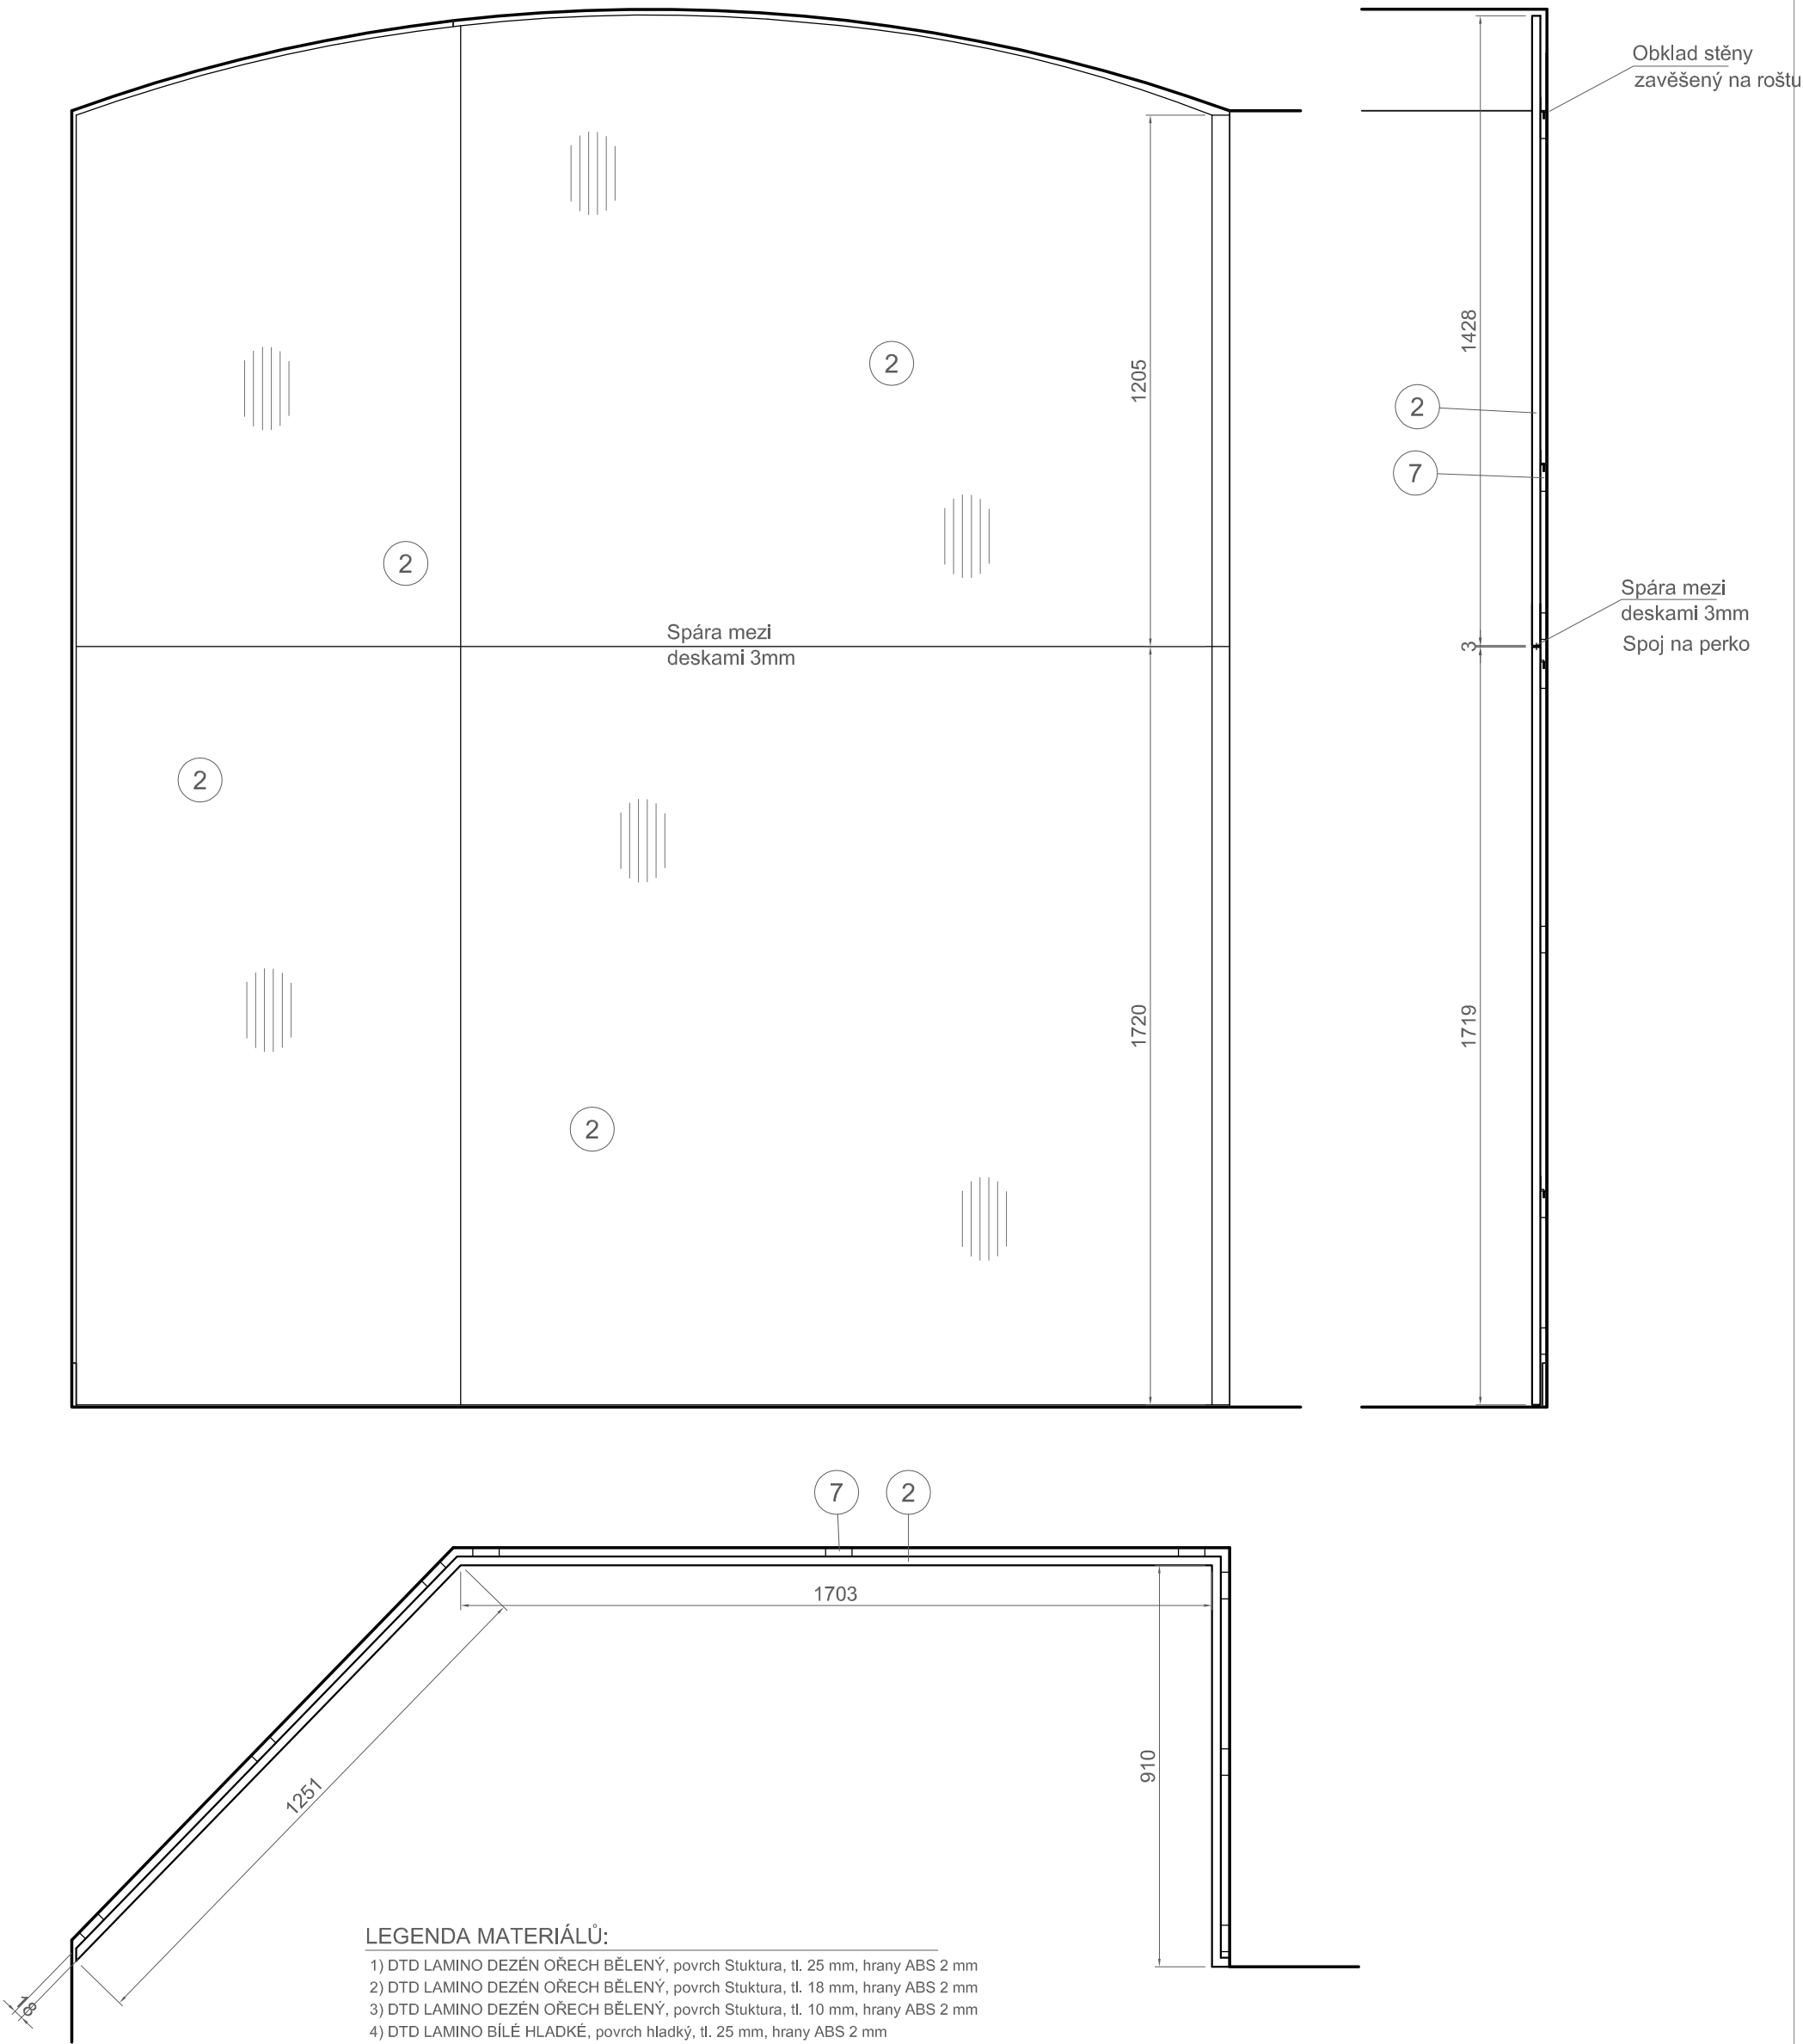 Obklad stěny
zavěšený na roštu
1428
1205
2
2
2
7
Spára mezi
deskami 3mm
Spára mezi
deskami 3mm
Spoj na perko
3
2
1720
1719
2
7
2
1703
1251
910
18
LEGENDA MATERIÁLŮ:
1) DTD LAMINO DEZÉN OŘECH BĚLENÝ, povrch Stuktura, tl. 25 mm, hrany ABS 2 mm
2) DTD LAMINO DEZÉN OŘECH BĚLENÝ, povrch Stuktura, tl. 18 mm, hrany ABS 2 mm
3) DTD LAMINO DEZÉN OŘECH BĚLENÝ, povrch Stuktura, tl. 10 mm, hrany ABS 2 mm
4) DTD LAMINO BÍLÉ HLADKÉ, povrch hladký, tl. 25 mm, hrany ABS 2 mm